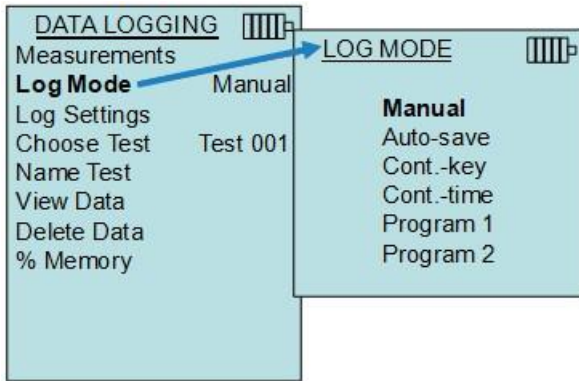 DATA LOGGING
Measurements
Log Mode Manual
Log Settings
Choose Test Test 001
Name Test
View Data
Delete Data
% Memory
LOG MODE
Manual
Auto-save
Cont.-key
Cont.-time
Program 1
Program 2